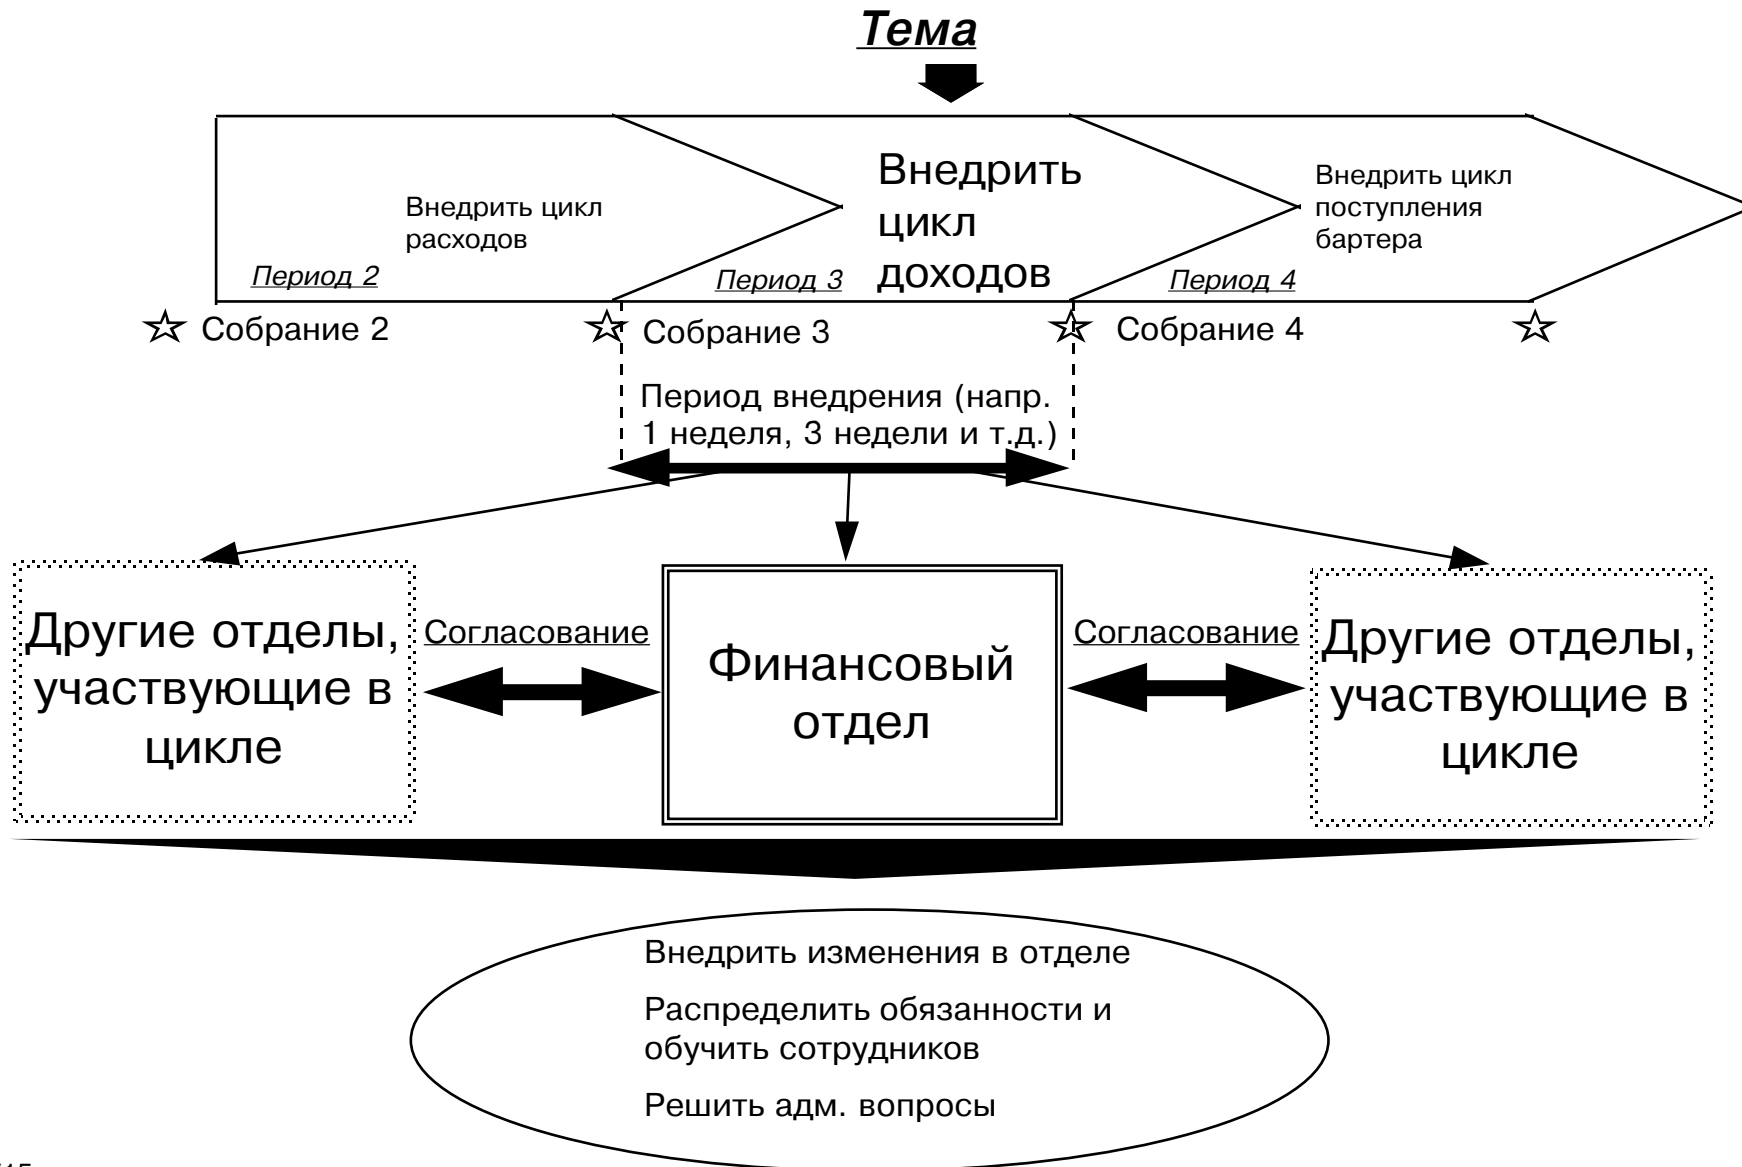 Тема
Внедрить цикл
расходов
Период 2
Внедрить
цикл
доходов
Период 3
Внедрить цикл
поступления
бартера
Период 4
Собрание 2
Собрание 3
Собрание 4
Период внедрения (напр.
1 неделя, 3 недели и т.д.)
Другие отделы,
участвующие в
цикле
Согласование
Финансовый
отдел
Согласование
Другие отделы,
участвующие в
цикле
Внедрить изменения в отделе
Распределить обязанности и
обучить сотрудников
Решить адм. вопросы